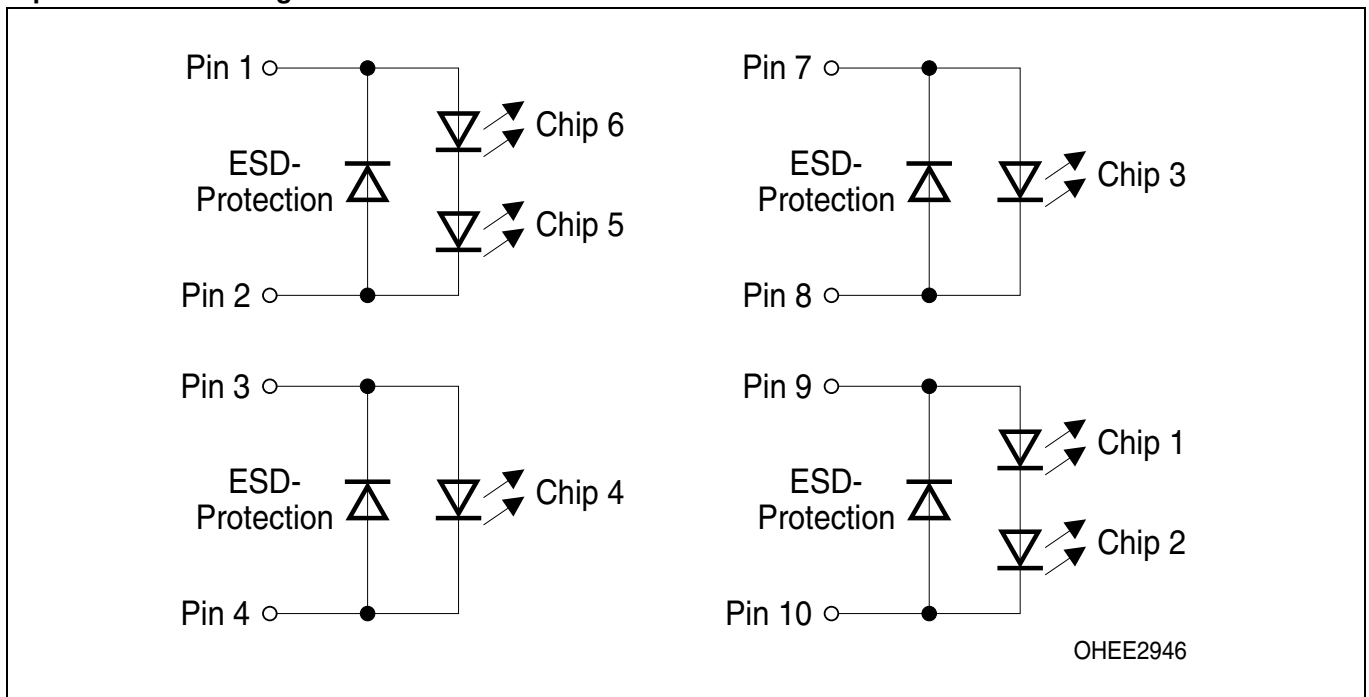 Pin 1
Chip 6
ESD-
Protection
Chip 5
Pin 2
Pin 7
ESD-
Protection
Chip 3
Pin 8
Pin 3
ESD-
Protection
Chip 4
Pin 4
Pin 9
Chip 1
ESD-
Protection
Chip 2
Pin 10
OHEE2946